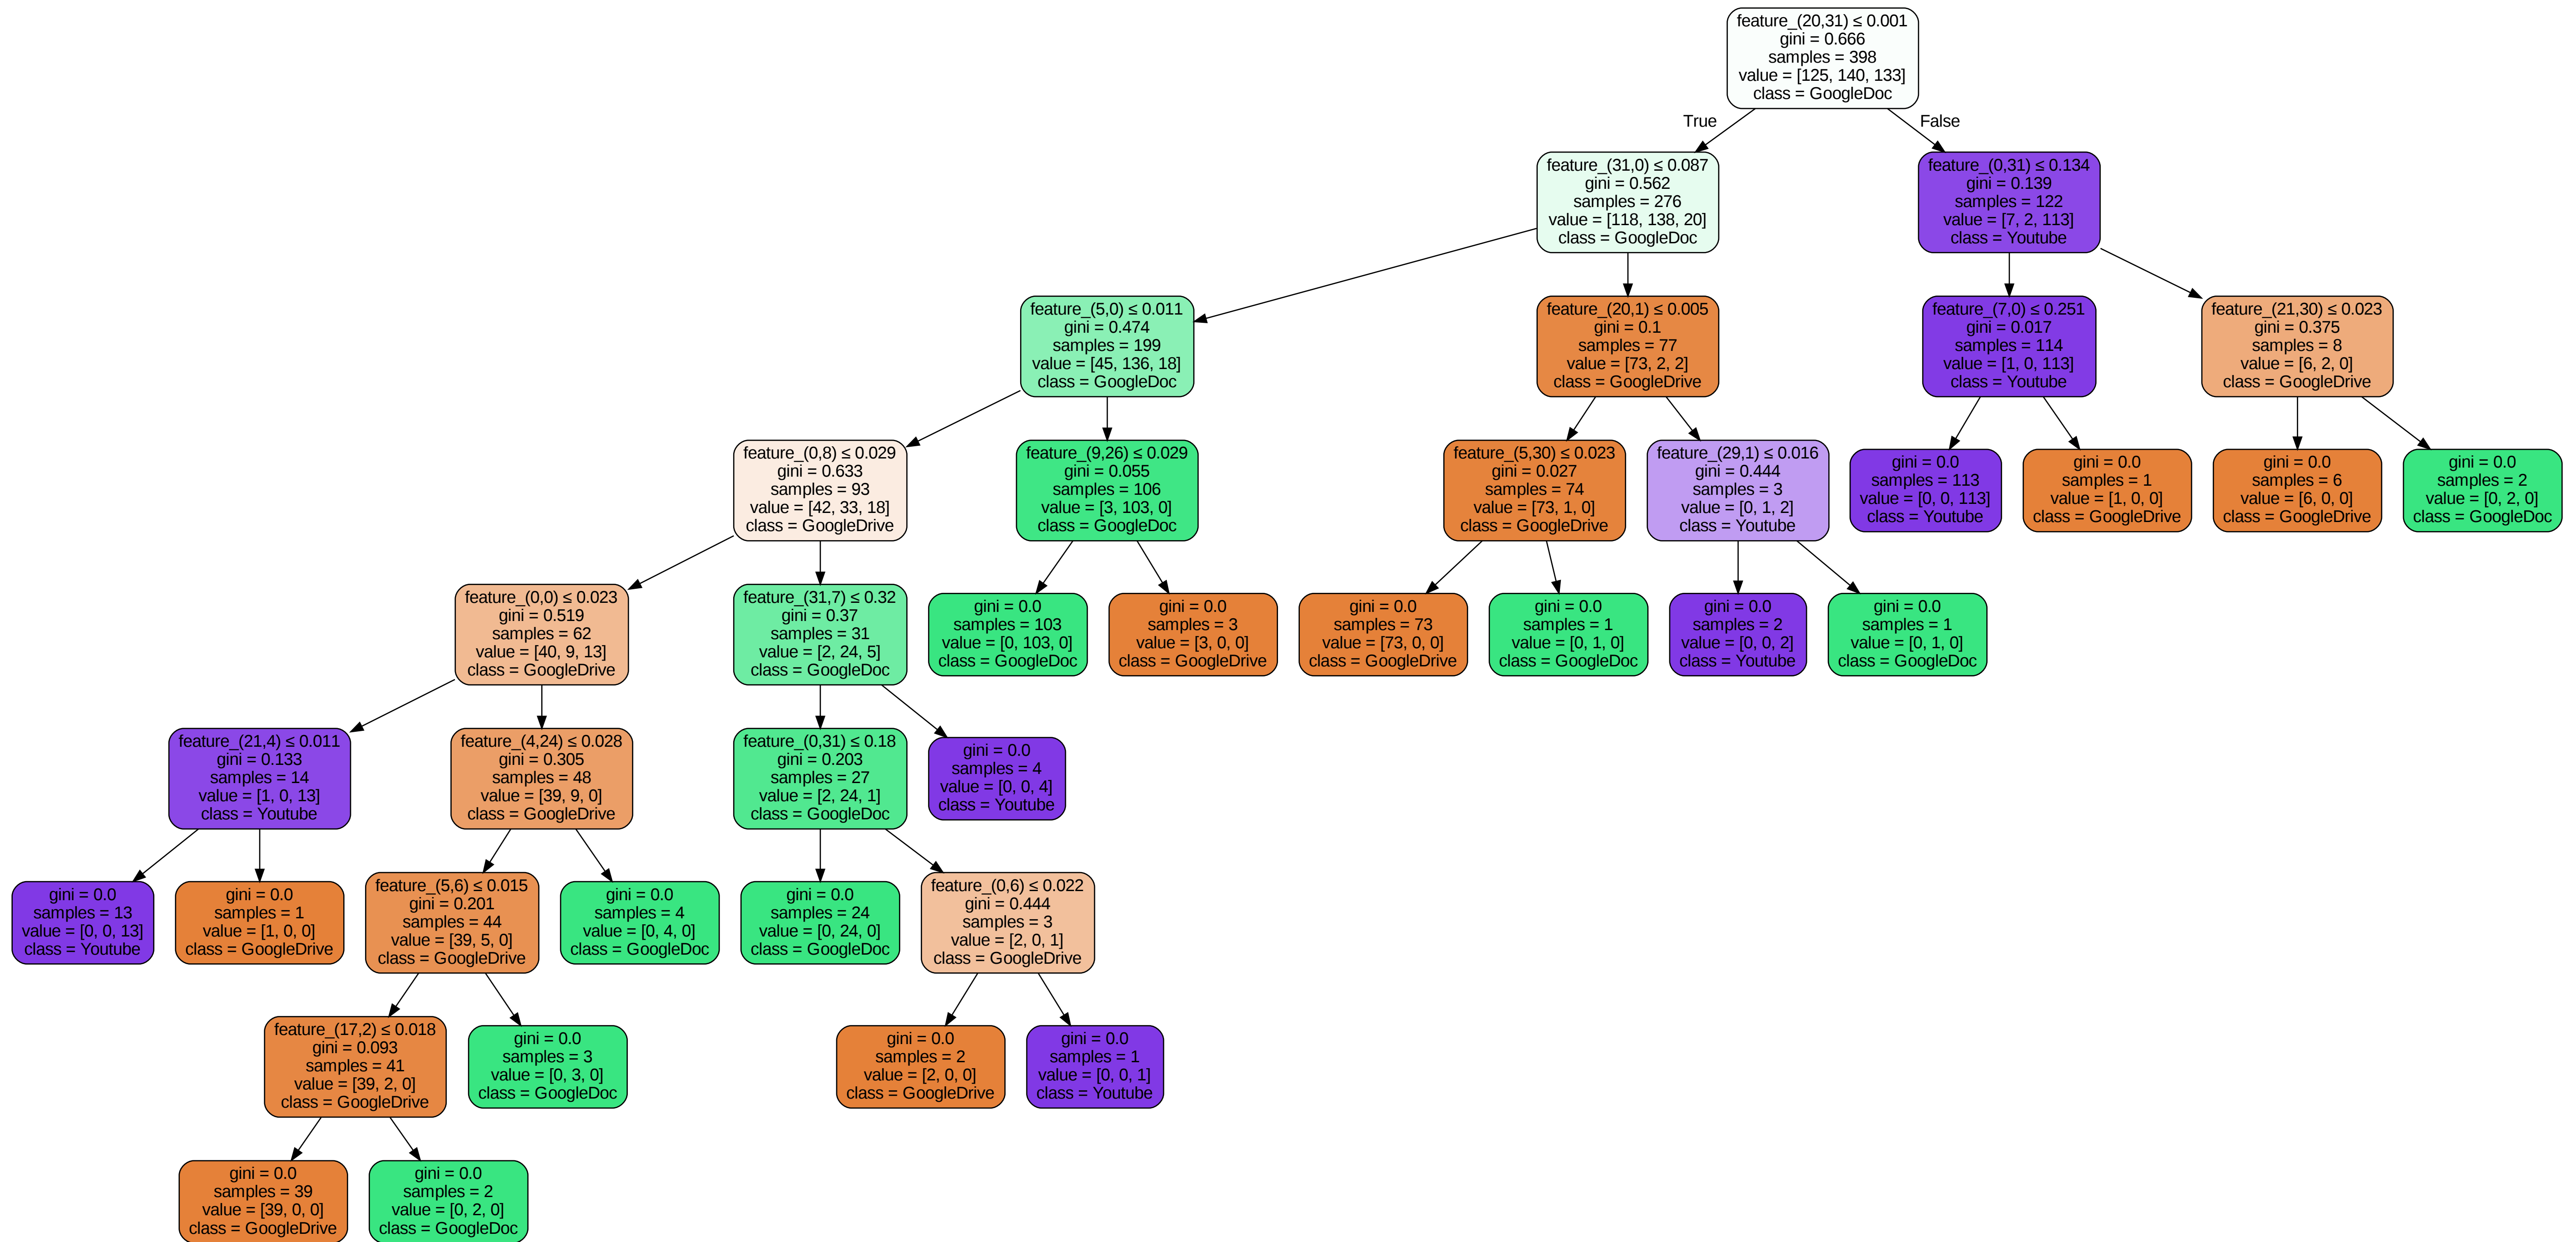 feature_(20,31) ≤ 0.001
gini = 0.666
samples = 398
value = [125, 140, 133]
class = GoogleDoc
True
False
feature_(31,0) ≤ 0.087
gini = 0.562
samples = 276
value = [118, 138, 20]
class = GoogleDoc
feature_(0,31) ≤ 0.134
gini = 0.139
samples = 122
value = [7, 2, 113]
class = Youtube
feature_(5,0) ≤ 0.011
gini = 0.474
samples = 199
value = [45, 136, 18]
class = GoogleDoc
feature_(20,1) ≤ 0.005
gini = 0.1
samples = 77
value = [73, 2, 2]
class = GoogleDrive
feature_(7,0) ≤ 0.251
gini = 0.017
samples = 114
value = [1, 0, 113]
class = Youtube
feature_(21,30) ≤ 0.023
gini = 0.375
samples = 8
value = [6, 2, 0]
class = GoogleDrive
feature_(0,8) ≤ 0.029
gini = 0.633
samples = 93
value = [42, 33, 18]
class = GoogleDrive
feature_(9,26) ≤ 0.029
gini = 0.055
samples = 106
value = [3, 103, 0]
class = GoogleDoc
feature_(5,30) ≤ 0.023
gini = 0.027
samples = 74
value = [73, 1, 0]
class = GoogleDrive
feature_(29,1) ≤ 0.016
gini = 0.444
samples = 3
value = [0, 1, 2]
class = Youtube
gini = 0.0
samples = 113
value = [0, 0, 113]
class = Youtube
gini = 0.0
samples = 1
value = [1, 0, 0]
class = GoogleDrive
gini = 0.0
samples = 6
value = [6, 0, 0]
class = GoogleDrive
gini = 0.0
samples = 2
value = [0, 2, 0]
class = GoogleDoc
feature_(0,0) ≤ 0.023
gini = 0.519
samples = 62
value = [40, 9, 13]
class = GoogleDrive
feature_(31,7) ≤ 0.32
gini = 0.37
samples = 31
value = [2, 24, 5]
class = GoogleDoc
gini = 0.0
samples = 103
value = [0, 103, 0]
class = GoogleDoc
gini = 0.0
samples = 3
value = [3, 0, 0]
class = GoogleDrive
gini = 0.0
samples = 73
value = [73, 0, 0]
class = GoogleDrive
gini = 0.0
samples = 1
value = [0, 1, 0]
class = GoogleDoc
gini = 0.0
samples = 2
value = [0, 0, 2]
class = Youtube
gini = 0.0
samples = 1
value = [0, 1, 0]
class = GoogleDoc
feature_(21,4) ≤ 0.011
gini = 0.133
samples = 14
value = [1, 0, 13]
class = Youtube
feature_(4,24) ≤ 0.028
gini = 0.305
samples = 48
value = [39, 9, 0]
class = GoogleDrive
feature_(0,31) ≤ 0.18
gini = 0.203
samples = 27
value = [2, 24, 1]
class = GoogleDoc
gini = 0.0
samples = 4
value = [0, 0, 4]
class = Youtube
gini = 0.0
samples = 13
value = [0, 0, 13]
class = Youtube
gini = 0.0
samples = 1
value = [1, 0, 0]
class = GoogleDrive
feature_(5,6) ≤ 0.015
gini = 0.201
samples = 44
value = [39, 5, 0]
class = GoogleDrive
gini = 0.0
samples = 4
value = [0, 4, 0]
class = GoogleDoc
gini = 0.0
samples = 24
value = [0, 24, 0]
class = GoogleDoc
feature_(0,6) ≤ 0.022
gini = 0.444
samples = 3
value = [2, 0, 1]
class = GoogleDrive
feature_(17,2) ≤ 0.018
gini = 0.093
samples = 41
value = [39, 2, 0]
class = GoogleDrive
gini = 0.0
samples = 3
value = [0, 3, 0]
class = GoogleDoc
gini = 0.0
samples = 2
value = [2, 0, 0]
class = GoogleDrive
gini = 0.0
samples = 1
value = [0, 0, 1]
class = Youtube
gini = 0.0
samples = 39
value = [39, 0, 0]
class = GoogleDrive
gini = 0.0
samples = 2
value = [0, 2, 0]
class = GoogleDoc